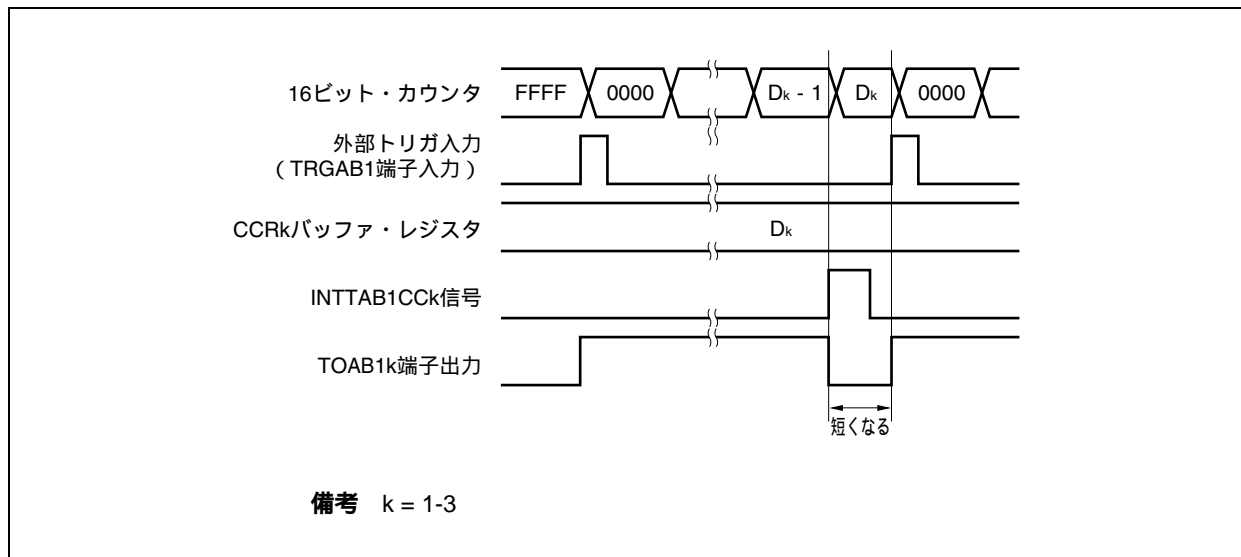 16ビット・カウンタ FFFF 0000 Dk - 1 Dk 0000
外部トリガ入力
（TRGAB1端子入力）
CCRkバッファ・レジスタ Dk
INTTAB1CCk信号
TOAB1k端子出力
短くなる
備考 k = 1-3